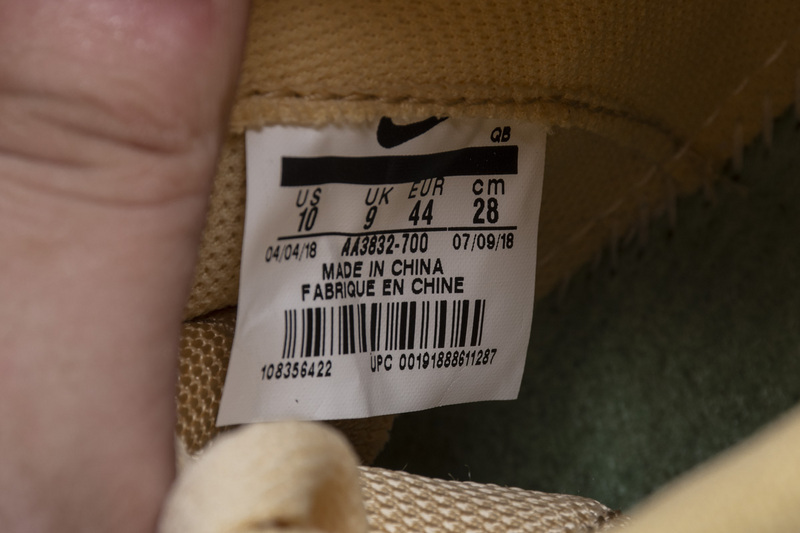 QB
US UK EUR cm
10 9 44 28
04/04/18 AA3832-700 07/09/18
MADE IN CHINA
FABRIQUE EN CHINE
108356422 UPC 00191888611287